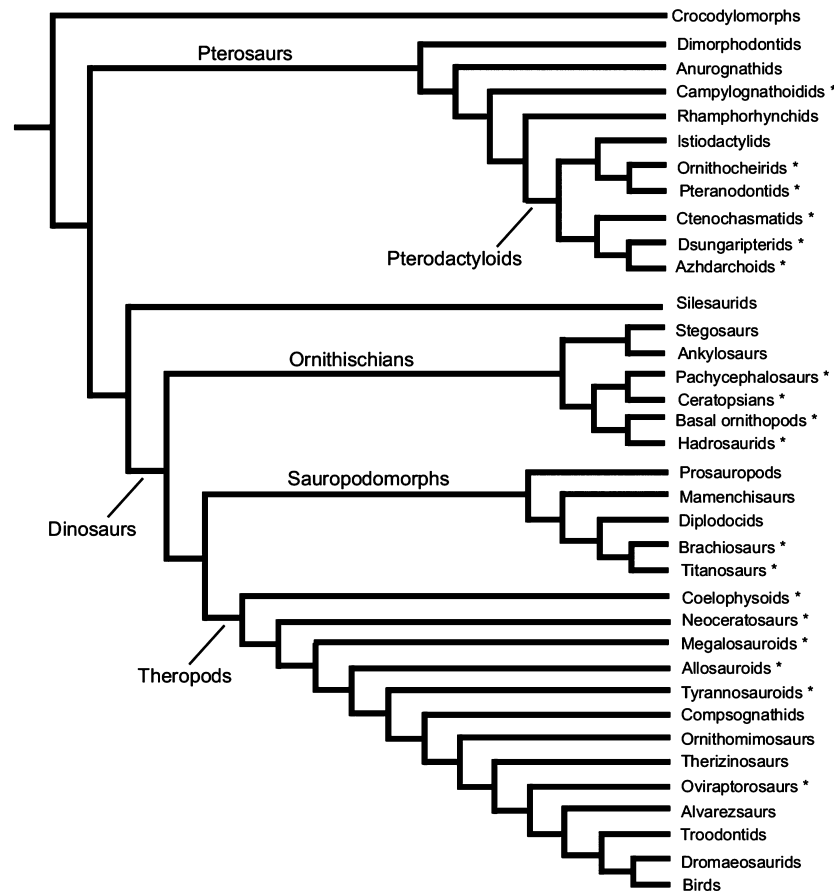 Crocodylomorphs
Pterosaurs
Dimorphodontids
Anurognathids
Campylognathoidids *
Rhamphorhynchids
Istiodactylids
Ornithocheirids *
Pteranodontids *
Ctenochasmatids *
Pterodactyloids
Dsungaripterids *
Azhdarchoids *
Silesaurids
Stegosaurs
Ornithischians
Ankylosaurs
Pachycephalosaurs *
Ceratopsians *
Basal ornithopods *
Hadrosaurids *
Prosauropods
Sauropodomorphs
Mamenchisaurs
Dinosaurs
Diplodocids
Brachiosaurs *
Titanosaurs *
Coelophysoids *
Neoceratosaurs *
Megalosauroids *
Theropods
Allosauroids *
Tyrannosauroids *
Compsognathids
Ornithomimosaurs
Therizinosaurs
Oviraptorosaurs *
Alvarezsaurs
Troodontids
Dromaeosaurids
Birds